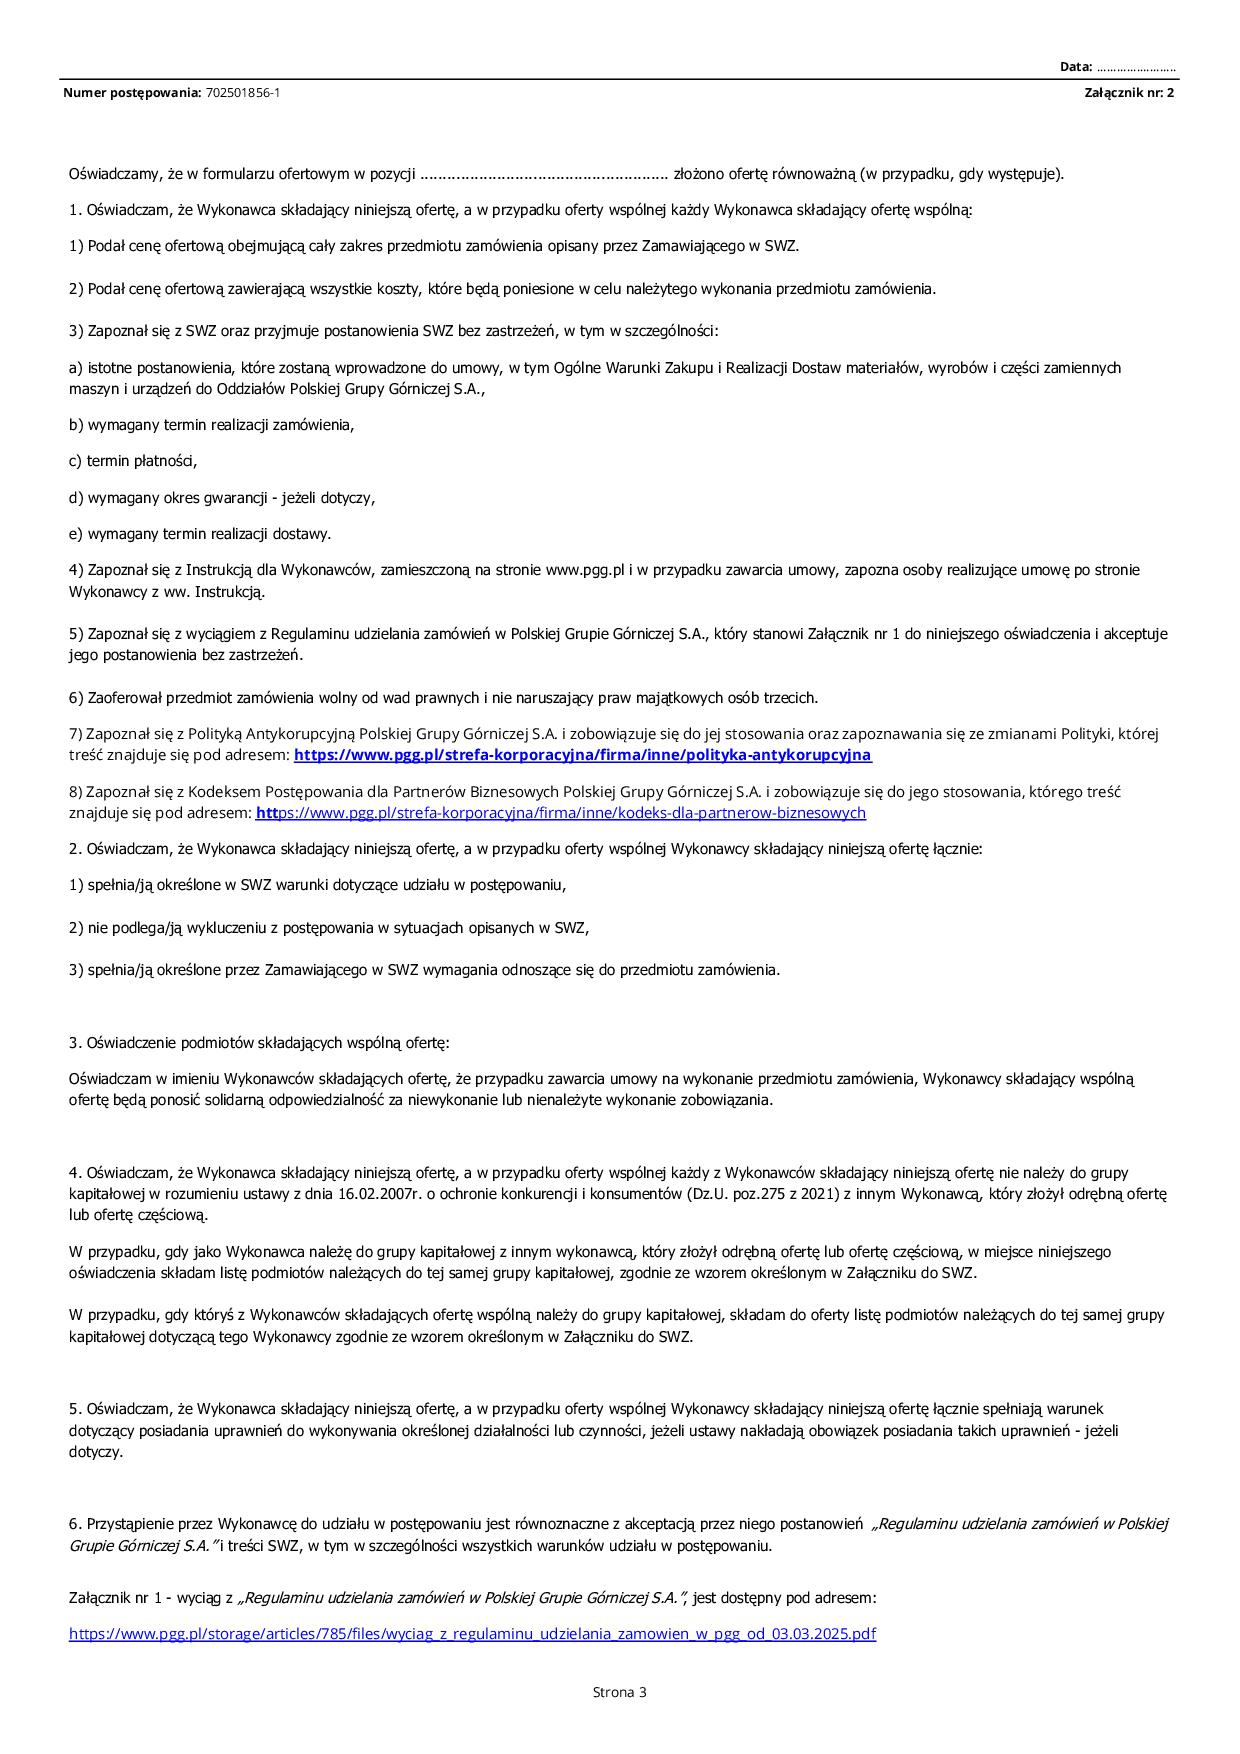 Data: ........................
Numer postępowania: 702501856-1 Załącznik nr: 2
Oświadczamy, że w formularzu ofertowym w pozycji ....................................................... złożono ofertę równoważną (w przypadku, gdy występuje).
1. Oświadczam, że Wykonawca składający niniejszą ofertę, a w przypadku oferty wspólnej każdy Wykonawca składający ofertę wspólną:
1) Podał cenę ofertową obejmującą cały zakres przedmiotu zamówienia opisany przez Zamawiającego w SWZ.
2) Podał cenę ofertową zawierającą wszystkie koszty, które będą poniesione w celu należytego wykonania przedmiotu zamówienia.
3) Zapoznał się z SWZ oraz przyjmuje postanowienia SWZ bez zastrzeżeń, w tym w szczególności:
a) istotne postanowienia, które zostaną wprowadzone do umowy, w tym Ogólne Warunki Zakupu i Realizacji Dostaw materiałów, wyrobów i części zamiennych
maszyn i urządzeń do Oddziałów Polskiej Grupy Górniczej S.A.,
b) wymagany termin realizacji zamówienia,
c) termin płatności,
d) wymagany okres gwarancji - jeżeli dotyczy,
e) wymagany termin realizacji dostawy.
4) Zapoznał się z Instrukcją dla Wykonawców, zamieszczoną na stronie www.pgg.pl i w przypadku zawarcia umowy, zapozna osoby realizujące umowę po stronie
Wykonawcy z ww. Instrukcją.
5) Zapoznał się z wyciągiem z Regulaminu udzielania zamówień w Polskiej Grupie Górniczej S.A., który stanowi Załącznik nr 1 do niniejszego oświadczenia i akceptuje
jego postanowienia bez zastrzeżeń.
6) Zaoferował przedmiot zamówienia wolny od wad prawnych i nie naruszający praw majątkowych osób trzecich.
7) Zapoznał się z Polityką Antykorupcyjną Polskiej Grupy Górniczej S.A. i zobowiązuje się do jej stosowania oraz zapoznawania się ze zmianami Polityki, której
treść znajduje się pod adresem: https://www.pgg.pl/strefa-korporacyjna/firma/inne/polityka-antykorupcyjna
8) Zapoznał się z Kodeksem Postępowania dla Partnerów Biznesowych Polskiej Grupy Górniczej S.A. i zobowiązuje się do jego stosowania, którego treść
znajduje się pod adresem: https://www.pgg.pl/strefa-korporacyjna/firma/inne/kodeks-dla-partnerow-biznesowych
2. Oświadczam, że Wykonawca składający niniejszą ofertę, a w przypadku oferty wspólnej Wykonawcy składający niniejszą ofertę łącznie:
1) spełnia/ją określone w SWZ warunki dotyczące udziału w postępowaniu,
2) nie podlega/ją wykluczeniu z postępowania w sytuacjach opisanych w SWZ,
3) spełnia/ją określone przez Zamawiającego w SWZ wymagania odnoszące się do przedmiotu zamówienia.
3. Oświadczenie podmiotów składających wspólną ofertę:
Oświadczam w imieniu Wykonawców składających ofertę, że przypadku zawarcia umowy na wykonanie przedmiotu zamówienia, Wykonawcy składający wspólną
ofertę będą ponosić solidarną odpowiedzialność za niewykonanie lub nienależyte wykonanie zobowiązania.
4. Oświadczam, że Wykonawca składający niniejszą ofertę, a w przypadku oferty wspólnej każdy z Wykonawców składający niniejszą ofertę nie należy do grupy
kapitałowej w rozumieniu ustawy z dnia 16.02.2007r. o ochronie konkurencji i konsumentów (Dz.U. poz.275 z 2021) z innym Wykonawcą, który złożył odrębną ofertę
lub ofertę częściową.
W przypadku, gdy jako Wykonawca należę do grupy kapitałowej z innym wykonawcą, który złożył odrębną ofertę lub ofertę częściową, w miejsce niniejszego
oświadczenia składam listę podmiotów należących do tej samej grupy kapitałowej, zgodnie ze wzorem określonym w Załączniku do SWZ.
W przypadku, gdy któryś z Wykonawców składających ofertę wspólną należy do grupy kapitałowej, składam do oferty listę podmiotów należących do tej samej grupy
kapitałowej dotyczącą tego Wykonawcy zgodnie ze wzorem określonym w Załączniku do SWZ.
5. Oświadczam, że Wykonawca składający niniejszą ofertę, a w przypadku oferty wspólnej Wykonawcy składający niniejszą ofertę łącznie spełniają warunek
dotyczący posiadania uprawnień do wykonywania określonej działalności lub czynności, jeżeli ustawy nakładają obowiązek posiadania takich uprawnień - jeżeli
dotyczy.
6. Przystąpienie przez Wykonawcę do udziału w postępowaniu jest równoznaczne z akceptacją przez niego postanowień „Regulaminu udzielania zamówień w Polskiej
Grupie Górniczej S.A.” i treści SWZ, w tym w szczególności wszystkich warunków udziału w postępowaniu.
Załącznik nr 1 - wyciąg z „Regulaminu udzielania zamówień w Polskiej Grupie Górniczej S.A.”, jest dostępny pod adresem:
https://www.pgg.pl/storage/articles/785/files/wyciag_z_regulaminu_udzielania_zamowien_w_pgg_od_03.03.2025.pdf
Strona 3